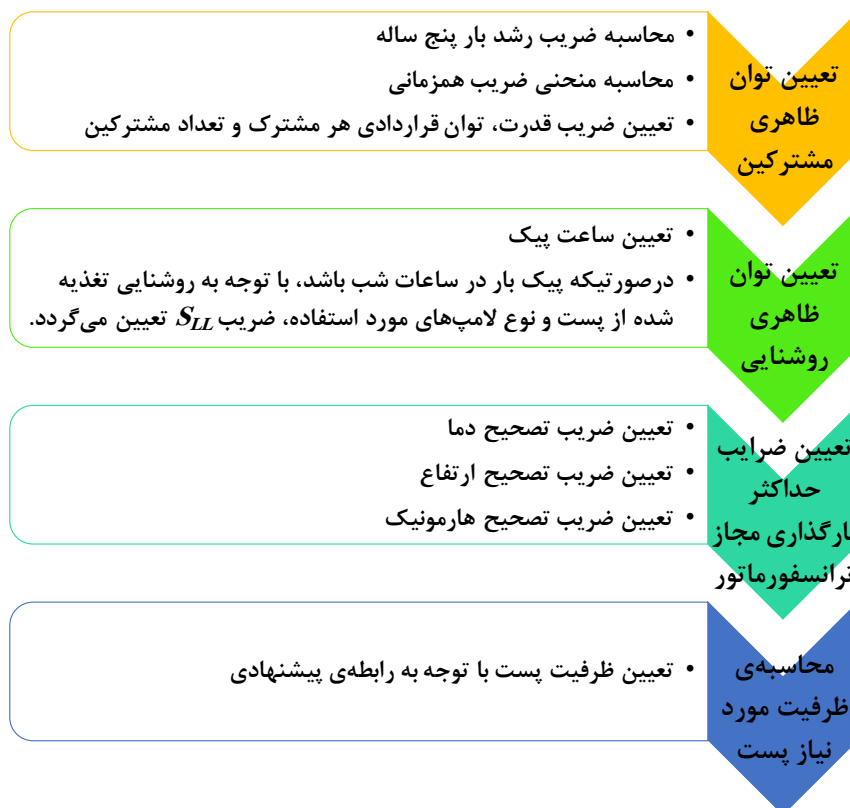 تعیین توان
ظاهری
مشترکین
• محاسبه ضریب رشد بار پنج ساله
• محاسبه منحنی ضریب همزمانی
• تعیین ضریب قدرت، توان قراردادی هر مشترک و تعداد مشترکین
تعیین توان
ظاهری
روشنایی
• تعیین ساعت پیک
• درصورتیکه پیک بار در ساعات شب باشد، با توجه به روشنایی تغذیه
شده از پست و نوع لامپ‌های مورد استفاده، ضریب S_LL تعیین می‌گردد.
تعیین ضرایب
حداکثر
بارگذاری مجاز
ترانسفورماتور
• تعیین ضریب تصحیح دما
• تعیین ضریب تصحیح ارتفاع
• تعیین ضریب تصحیح هارمونیک
محاسبه‌ی
ظرفیت مورد
نیاز پست
• تعیین ظرفیت پست با توجه به رابطه‌ی پیشنهادی